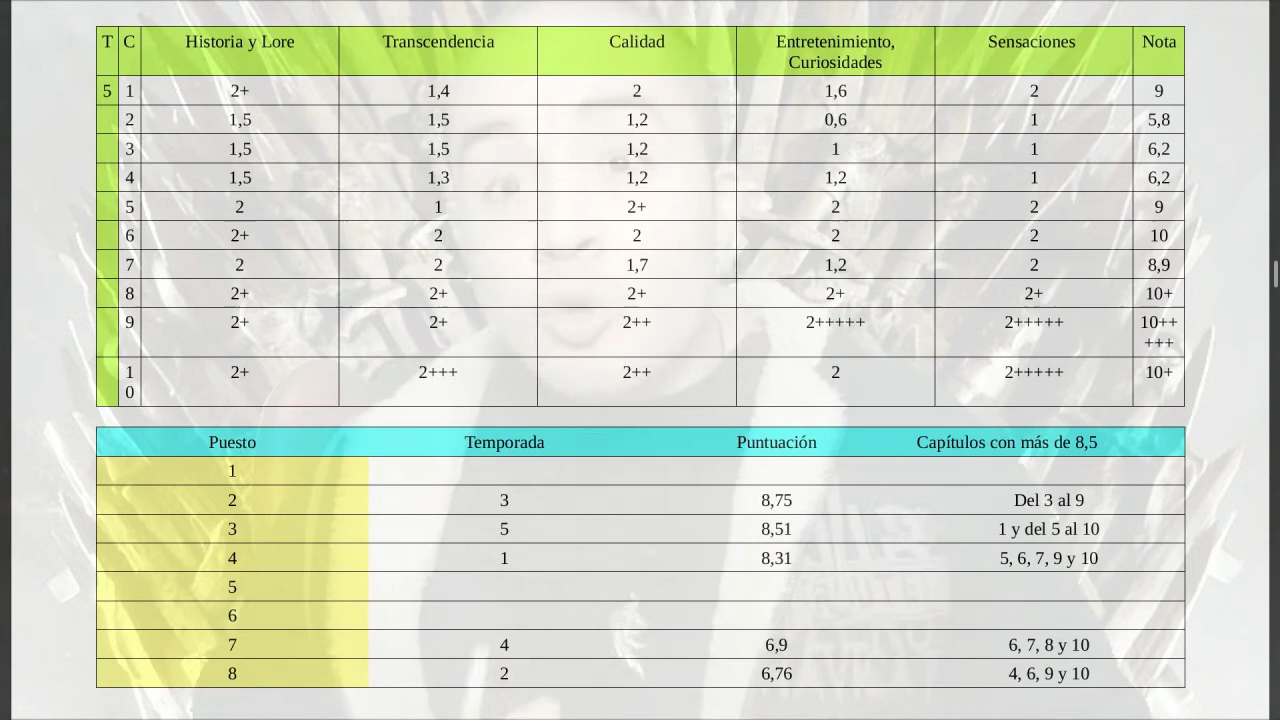 T C Historia y Lore Transcendencia Calidad Entretenimiento, Curiosidades Sensaciones Nota
5 1 2+ 1,4 2 1,6 2 9
2 1,5 1,5 1,2 0,6 1 5,8
3 1,5 1,5 1,2 1 1 6,2
4 1,5 1,3 1,2 1,2 1 6,2
5 2 1 2+ 2 2 9
6 2+ 2 2 2 2 10
7 2 2 1,7 1,2 2 8,9
8 2+ 2+ 2+ 2+ 2+ 10+
9 2+ 2+ 2++ 2+++++ 2+++++ 10+++++
10 2+ 2+++ 2++ 2 2+++++ 10+
Puesto Temporada Puntuación Capítulos con más de 8,5
1
2 3 8,75 Del 3 al 9
3 5 8,51 1 y del 5 al 10
4 1 8,31 5, 6, 7, 9 y 10
5
6
7 4 6,9 6, 7, 8 y 10
8 2 6,76 4, 6, 9 y 10